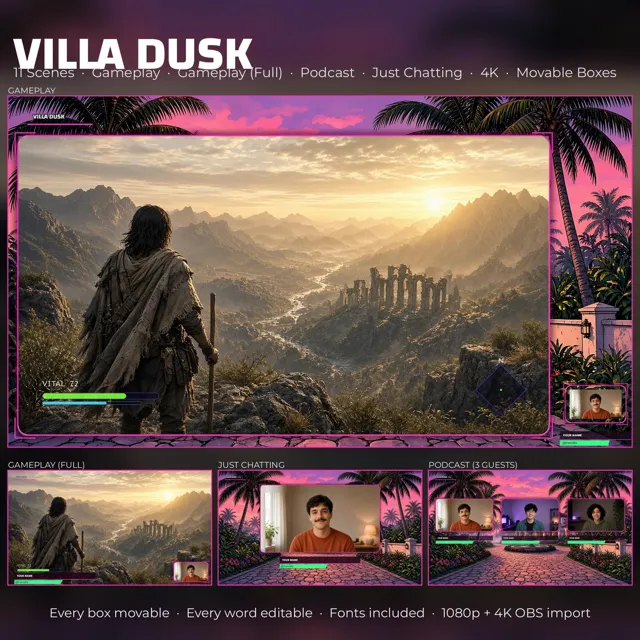 VILLA DUSK
11 Scenes · Gameplay · Gameplay (Full) · Podcast · Just Chatting · 4K · Movable Boxes
GAMEPLAY
VILLA DUSK
VITAL 72
YOUR NAME
GAMEPLAY (FULL)
JUST CHATTING
PODCAST (3 GUESTS)
YOUR NAME
YOUR NAME
Every box movable · Every word editable · Fonts included · 1080p + 4K OBS import